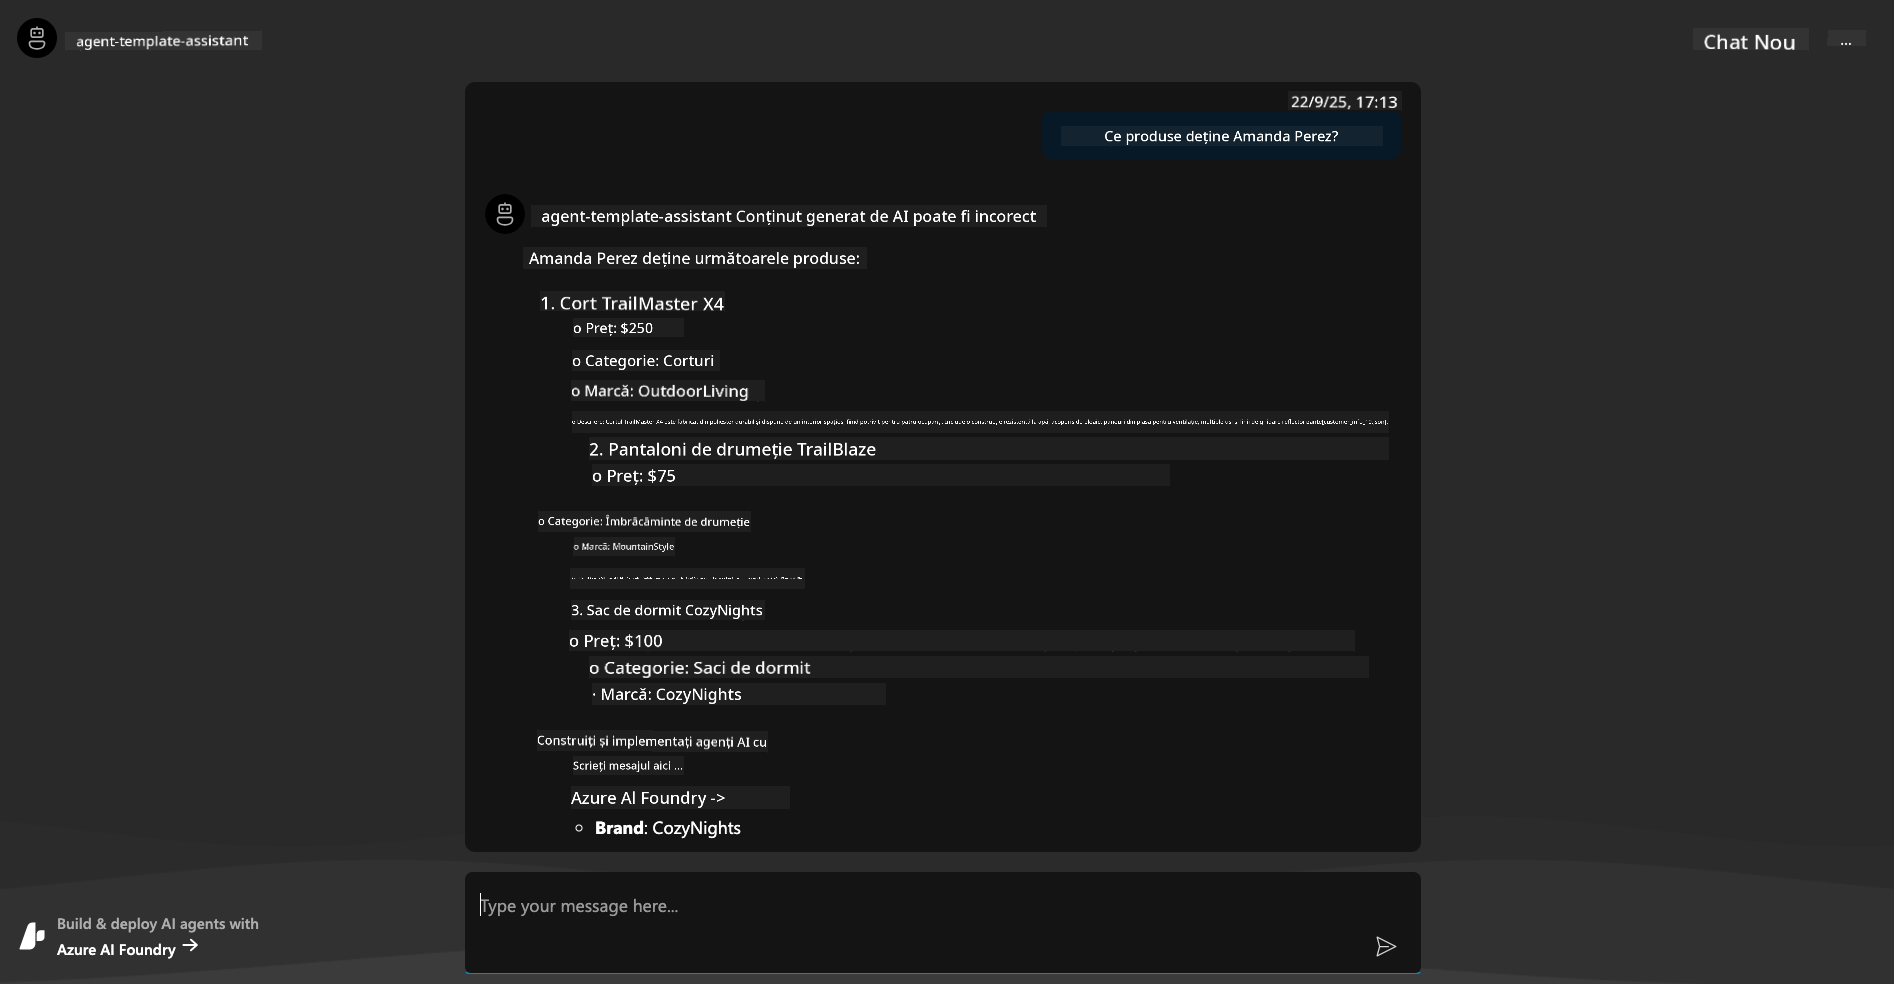 agent-template-assistant
Chat Nou
...
22/9/25, 17:13
Ce produse deține Amanda Perez?
agent-template-assistant Conținut generat de AI poate fi incorect
Amanda Perez deține următoarele produse:
1. Cort TrailMaster X4
o Preț: $250
o Categorie: Corturi
o Marcă: OutdoorLiving
2. Pantaloni de drumeție TrailBlaze
o Preț: $75
o Categorie: Îmbrăcăminte de drumeție
o Marcă: MountainStyle
3. Sac de dormit CozyNights
o Preț: $100
o Categorie: Saci de dormit
· Marcă: CozyNights
Construiți și implementați agenți AI cu
Scrieți mesajul aici ...
Azure Al Foundry ->
○ Brand: CozyNights
Type your message here...
Build & deploy AI agents with
Azure AI Foundry →